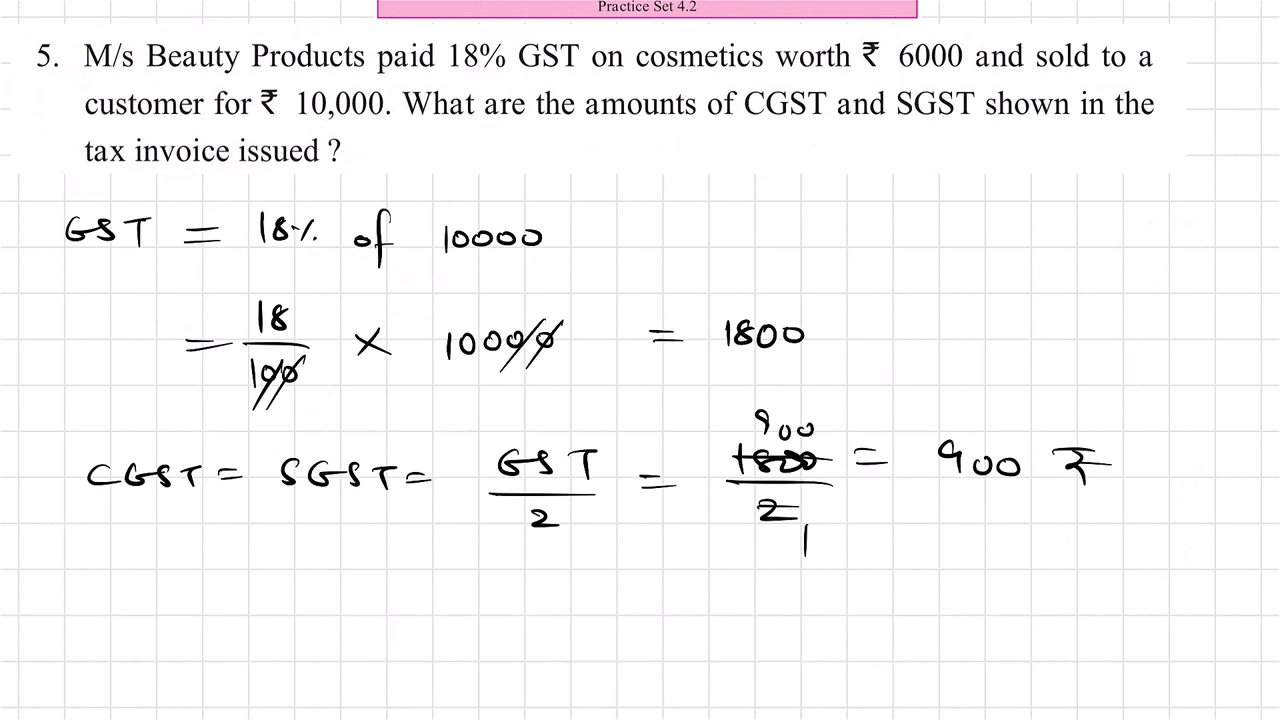 Practice Set 4.2
5. M/s Beauty Products paid 18% GST on cosmetics worth ₹ 6000 and sold to a
customer for ₹ 10,000. What are the amounts of CGST and SGST shown in the
tax invoice issued ?
GST = 18% of 10000
= 18/100 × 10000 = 1800
CGST = SGST = GST/2 = 1800/2 = 900 ₹
900
1